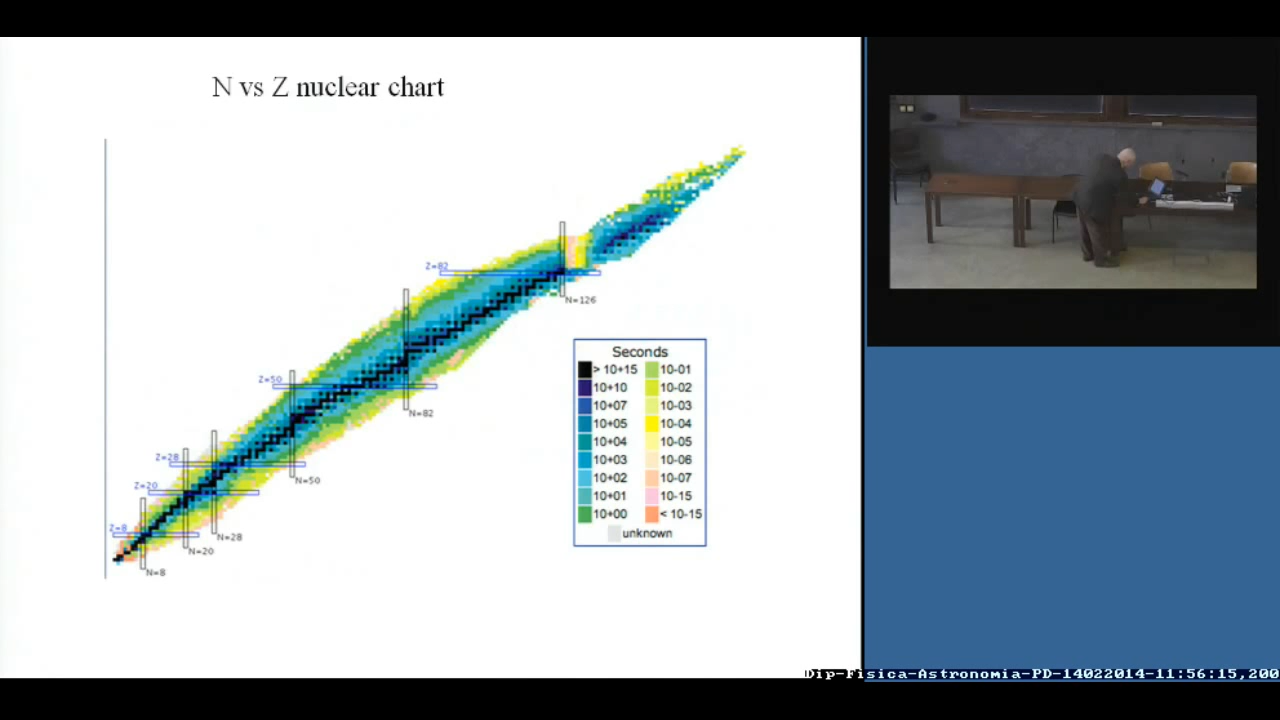 N vs Z nuclear chart
Z=82
N=126
Z=50
N=82
Z=28
N=50
Z=20
N=28
Z=8
N=20
N=8
Seconds
> 10+15 10-01
10+10 10-02
10+07 10-03
10+05 10-04
10+04 10-05
10+03 10-06
10+02 10-07
10+01 10-15
10+00 < 10-15
unknown
Dip-Fisica-Astronomia-PD-14022014-11:56:15,200